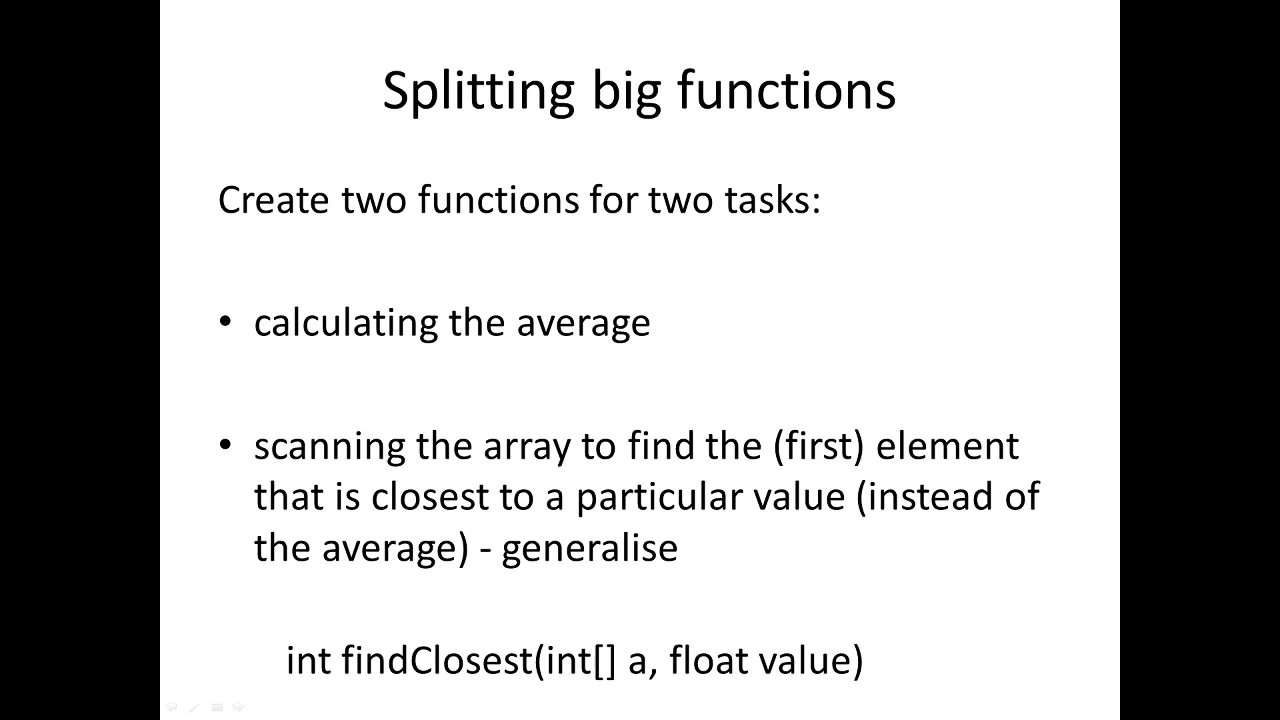 Splitting big functions
Create two functions for two tasks:
• calculating the average
• scanning the array to find the (first) element
that is closest to a particular value (instead of
the average) - generalise
int findClosest(int[] a, float value)